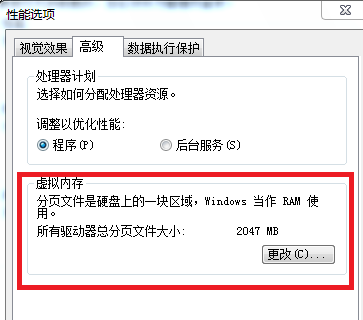 性能选项
视觉效果 高级 数据执行保护
处理器计划
选择如何分配处理器资源。
调整以优化性能:
程序(P) 后台服务(S)
虚拟内存
分页文件是硬盘上的一块区域，Windows 当作 RAM 使
用。
所有驱动器总分页文件大小: 2047 MB
更改(C)...